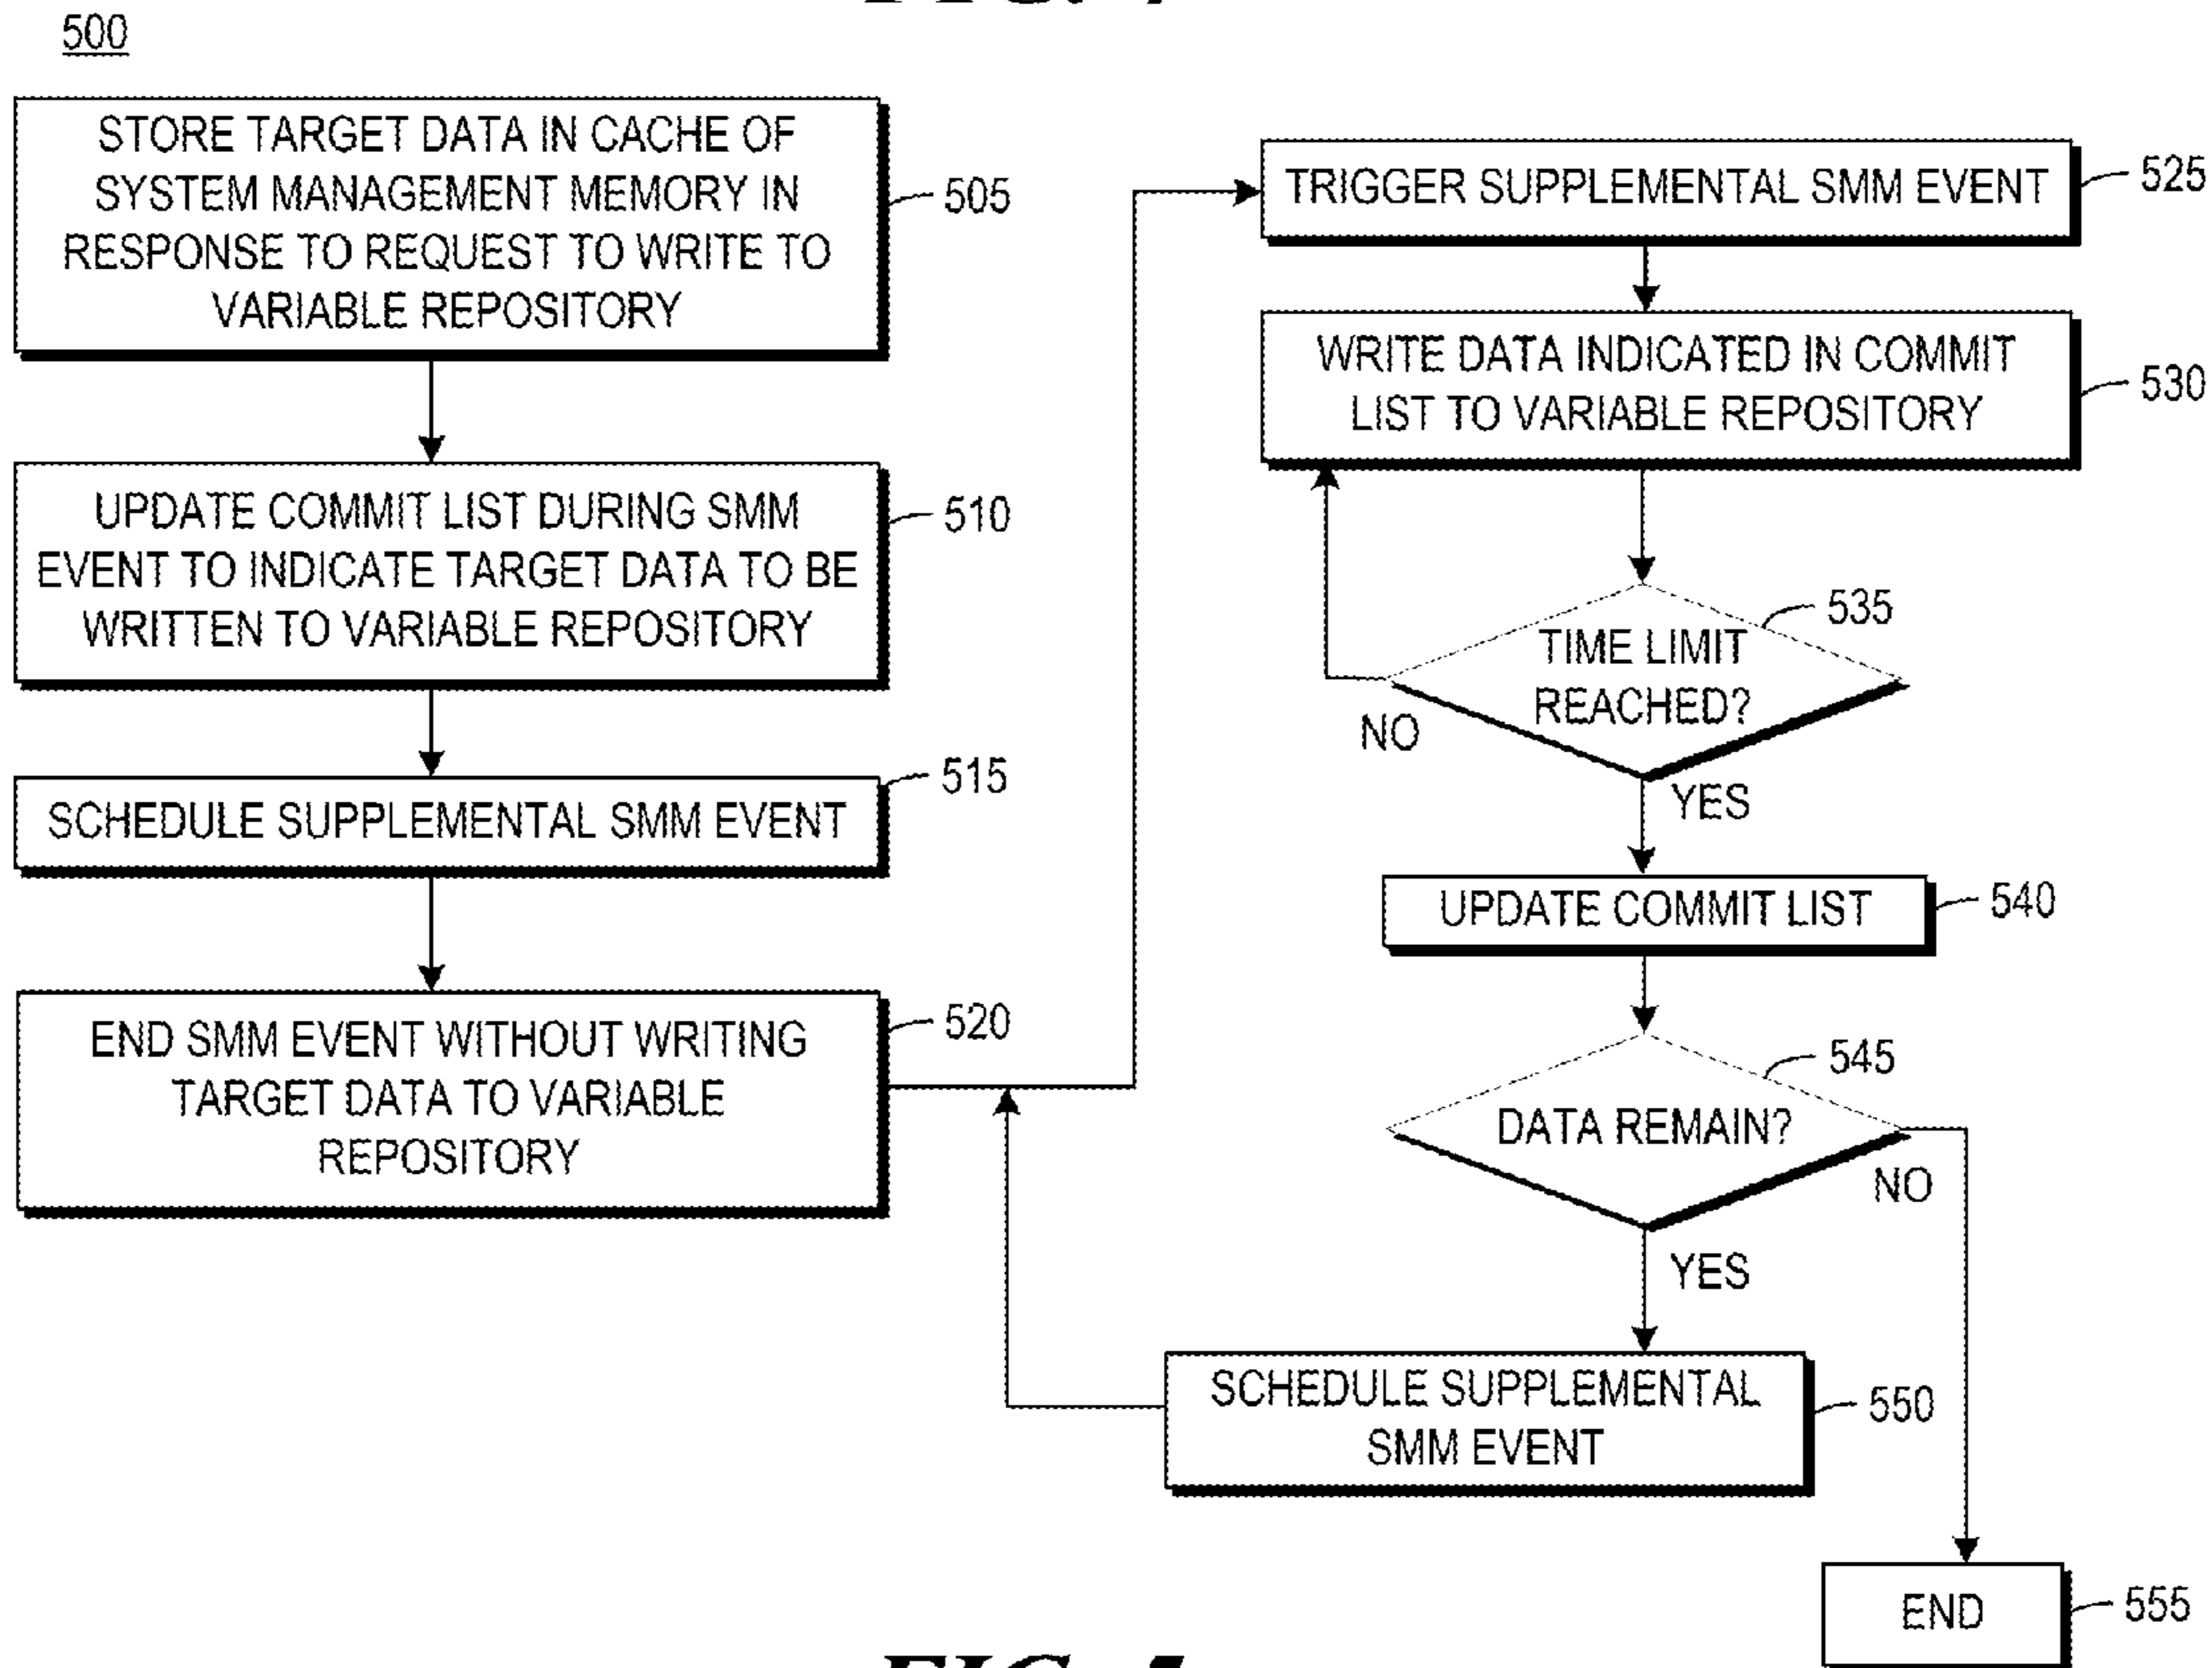 500
STORE TARGET DATA IN CACHE OF
SYSTEM MANAGEMENT MEMORY IN
RESPONSE TO REQUEST TO WRITE TO
VARIABLE REPOSITORY
505
UPDATE COMMIT LIST DURING SMM
EVENT TO INDICATE TARGET DATA TO BE
WRITTEN TO VARIABLE REPOSITORY
510
SCHEDULE SUPPLEMENTAL SMM EVENT
515
END SMM EVENT WITHOUT WRITING
TARGET DATA TO VARIABLE
REPOSITORY
520
TRIGGER SUPPLEMENTAL SMM EVENT
525
WRITE DATA INDICATED IN COMMIT
LIST TO VARIABLE REPOSITORY
530
TIME LIMIT
REACHED?
535
NO
YES
UPDATE COMMIT LIST
540
DATA REMAIN?
545
NO
YES
SCHEDULE SUPPLEMENTAL
SMM EVENT
550
END
555